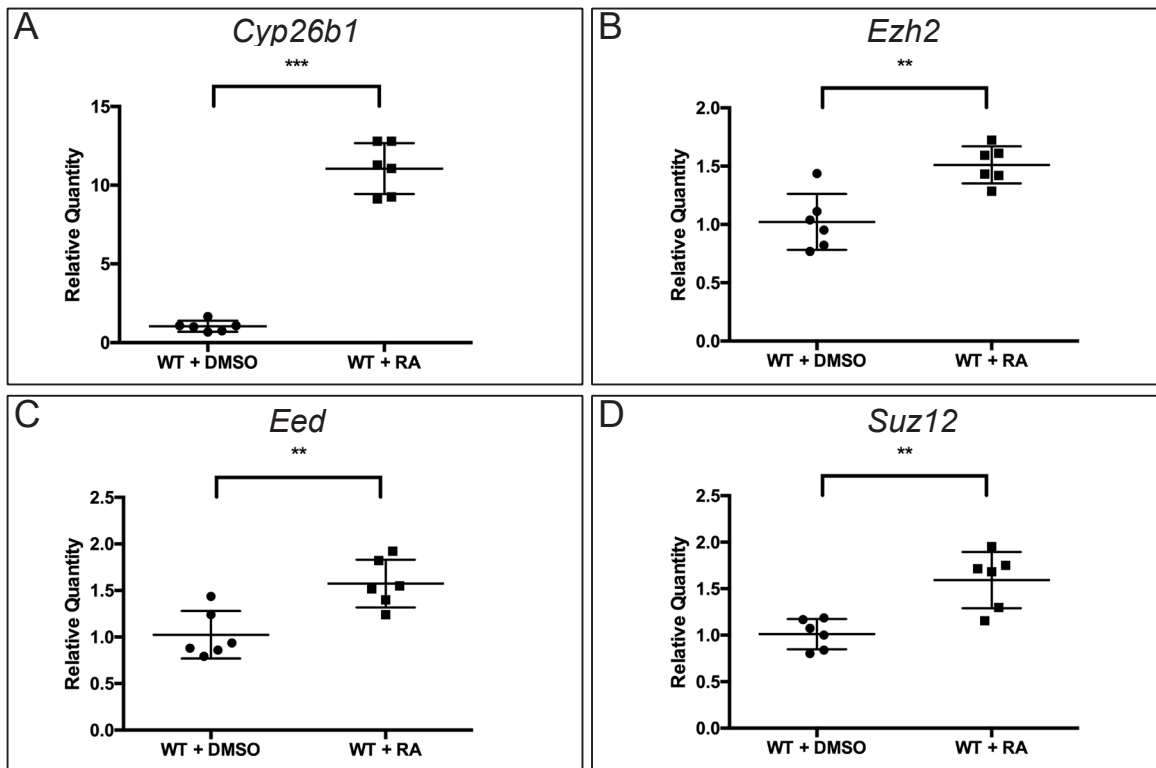 A
Cyp26b1
***
Relative Quantity
15
10
5
0
WT + DMSO
WT + RA
B
Ezh2
**
Relative Quantity
2.0
1.5
1.0
0.5
0.0
WT + DMSO
WT + RA
C
Eed
**
Relative Quantity
2.5
2.0
1.5
1.0
0.5
0.0
WT + DMSO
WT + RA
D
Suz12
**
Relative Quantity
2.5
2.0
1.5
1.0
0.5
0.0
WT + DMSO
WT + RA